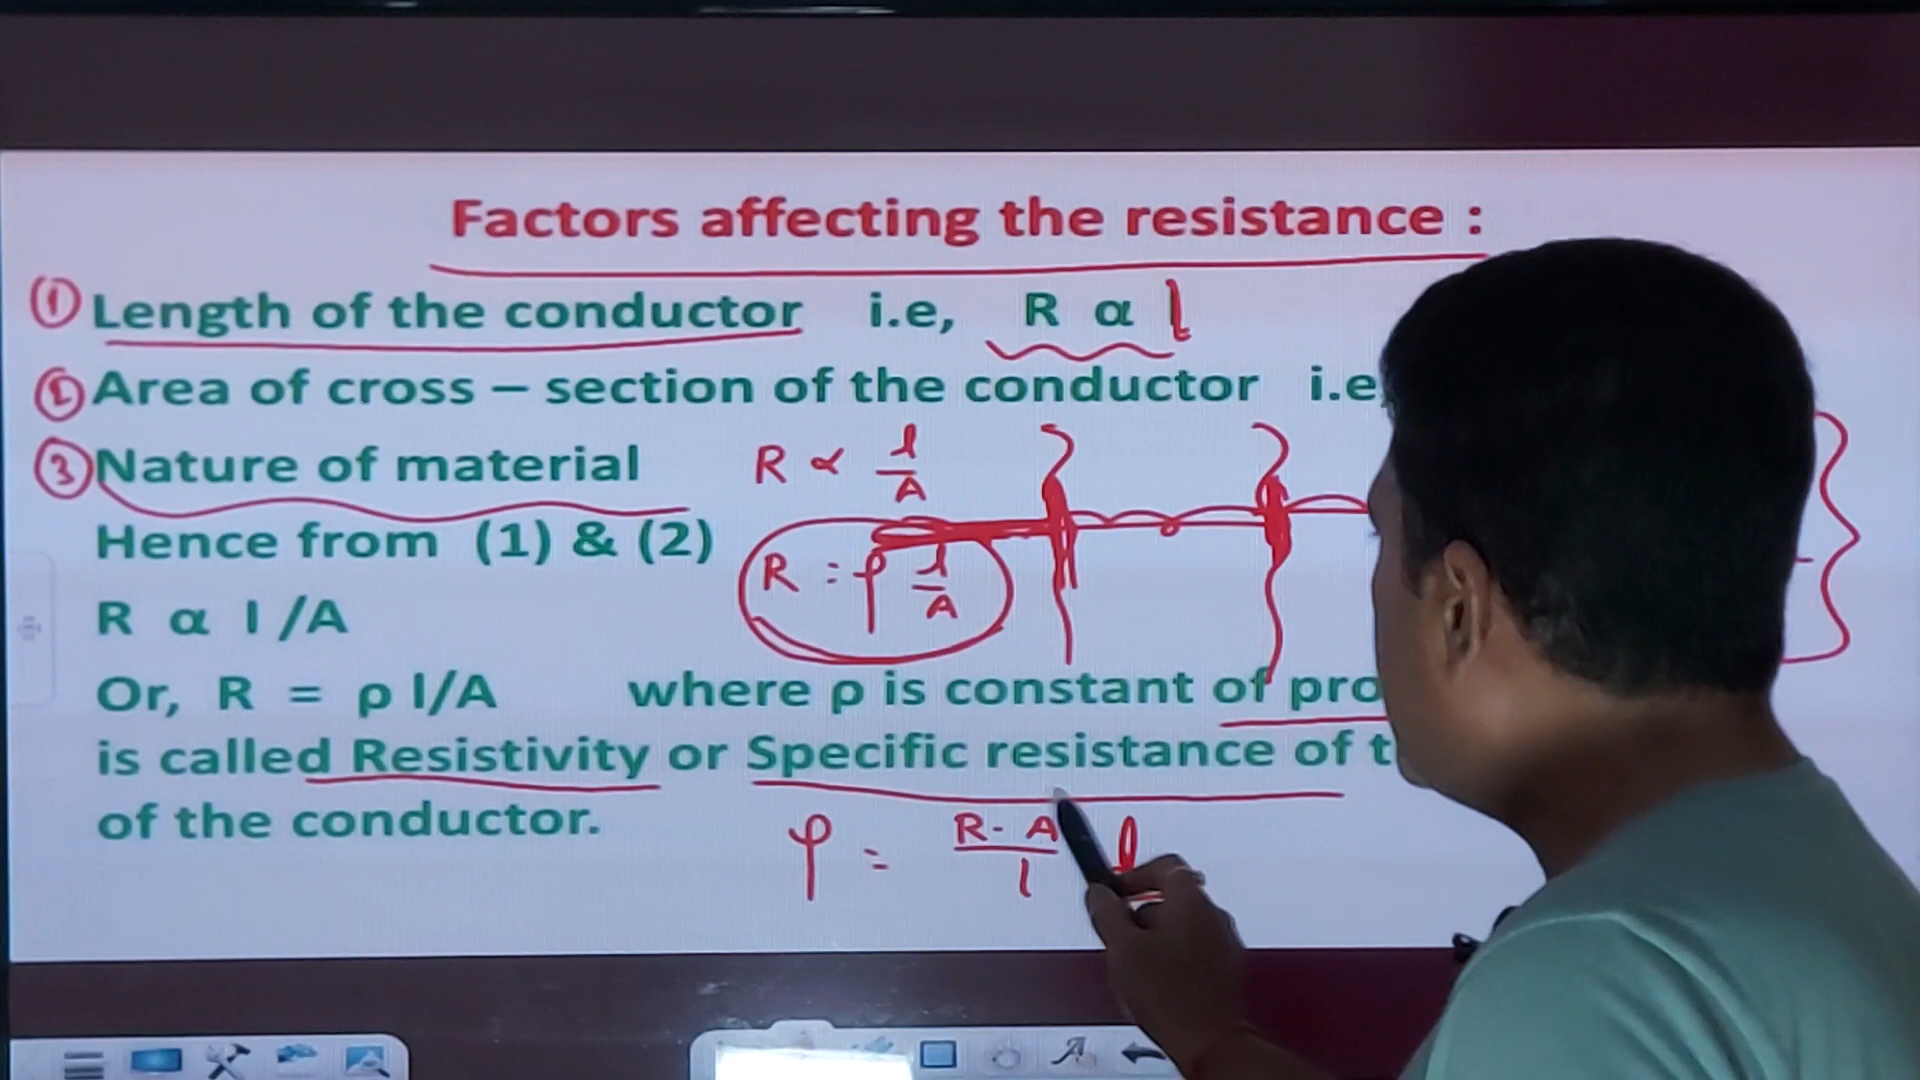 Factors affecting the resistance :
① Length of the conductor i.e, R α l
② Area of cross – section of the conductor i.e
③ Nature of material R ∝ l/A
Hence from (1) & (2)
R = ρ l/A
R α l /A
Or, R = ρ l/A where ρ is constant of pro
is called Resistivity or Specific resistance of t
of the conductor.
ρ = R. A / l l